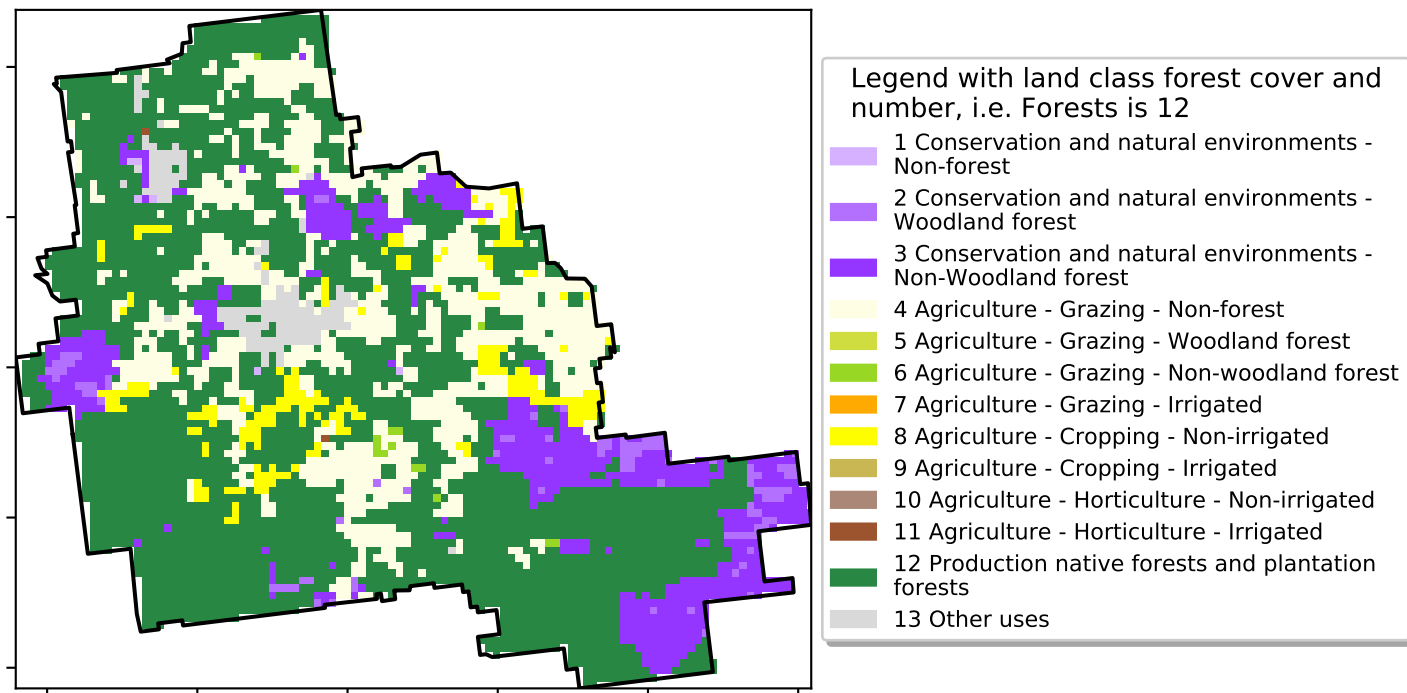 Legend with land class forest cover and
number, i.e. Forests is 12
1 Conservation and natural environments -
Non-forest
2 Conservation and natural environments -
Woodland forest
3 Conservation and natural environments -
Non-Woodland forest
4 Agriculture - Grazing - Non-forest
5 Agriculture - Grazing - Woodland forest
6 Agriculture - Grazing - Non-woodland forest
7 Agriculture - Grazing - Irrigated
8 Agriculture - Cropping - Non-irrigated
9 Agriculture - Cropping - Irrigated
10 Agriculture - Horticulture - Non-irrigated
11 Agriculture - Horticulture - Irrigated
12 Production native forests and plantation
forests
13 Other uses